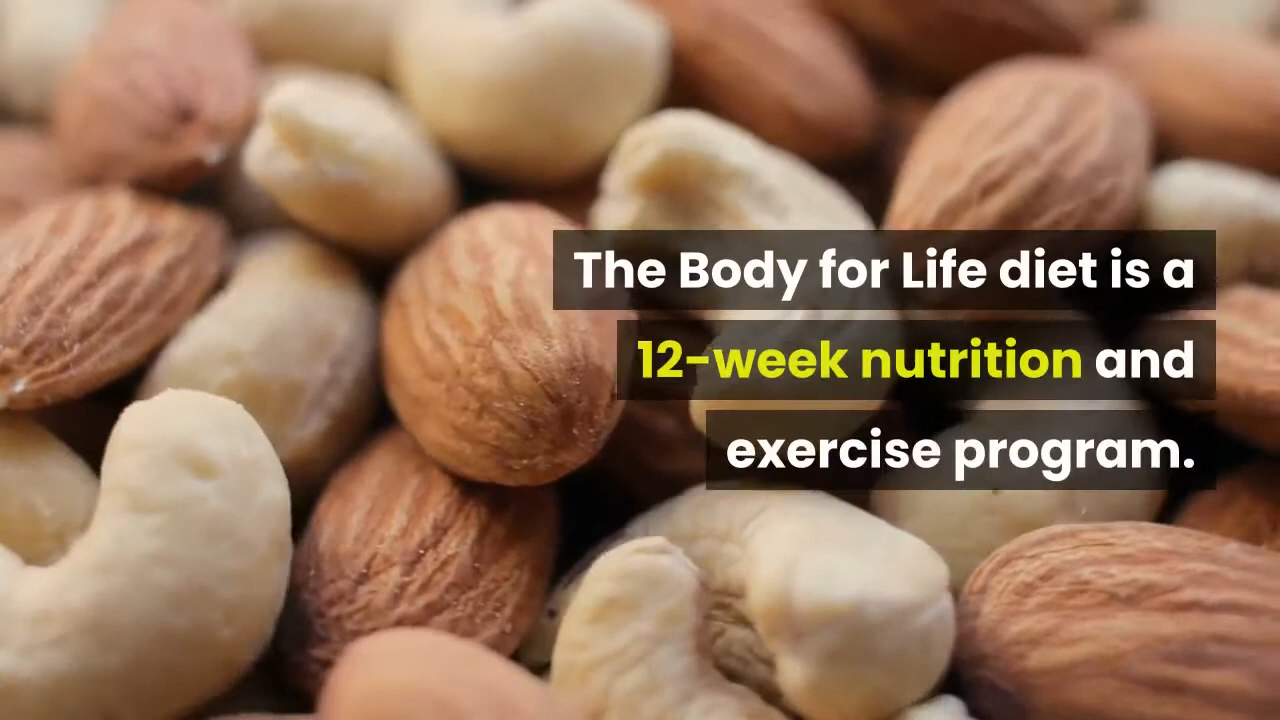 The Body for Life diet is a
12-week nutrition and
exercise program.